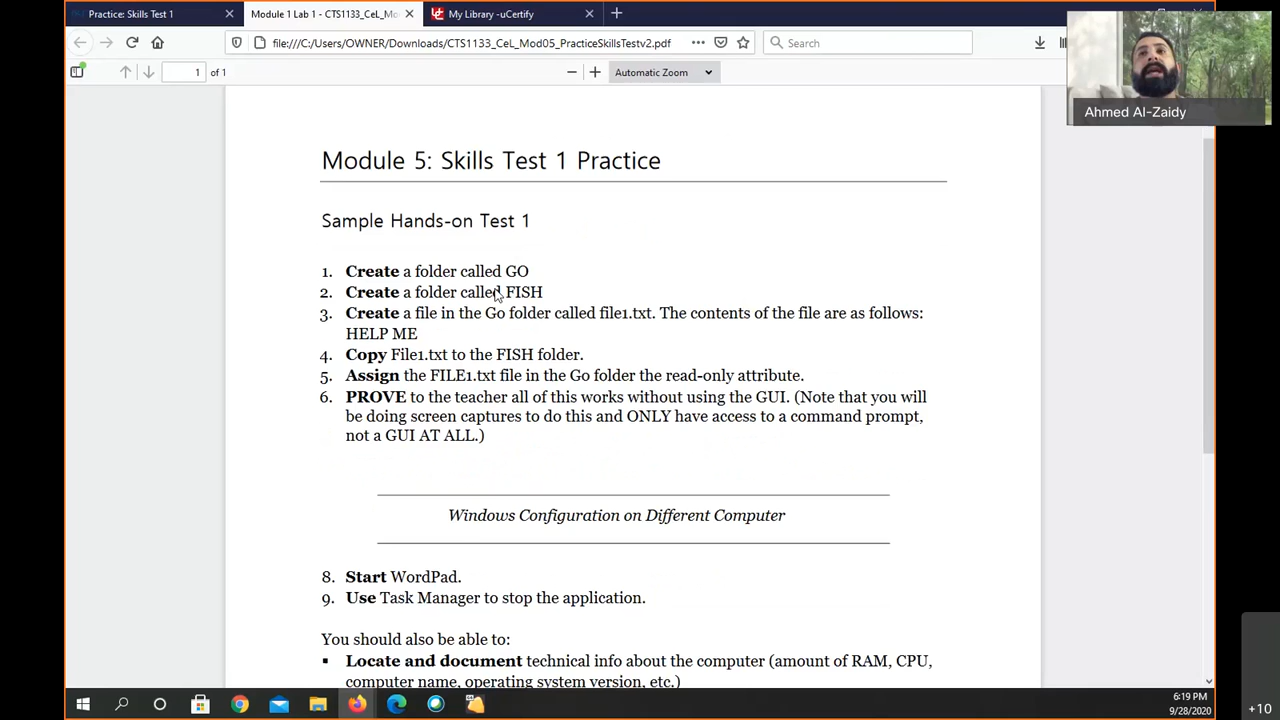 Practice: Skills Test 1
Module 1 Lab 1 - CTS1133_CeL_Mo
My Library -uCertify
file:///C:/Users/OWNER/Downloads/CTS1133_CeL_Mod05_PracticeSkillsTestv2.pdf
Search
1
of 1
Automatic Zoom
Ahmed Al-Zaidy
Module 5: Skills Test 1 Practice
Sample Hands-on Test 1
1. Create a folder called GO
2. Create a folder called FISH
3. Create a file in the Go folder called file1.txt. The contents of the file are as follows:
HELP ME
4. Copy File1.txt to the FISH folder.
5. Assign the FILE1.txt file in the Go folder the read-only attribute.
6. PROVE to the teacher all of this works without using the GUI. (Note that you will
be doing screen captures to do this and ONLY have access to a command prompt,
not a GUI AT ALL.)
Windows Configuration on Different Computer
8. Start WordPad.
9. Use Task Manager to stop the application.
You should also be able to:
▪ Locate and document technical info about the computer (amount of RAM, CPU,
computer name, operating system version, etc.)
6:19 PM
9/28/2020
+10